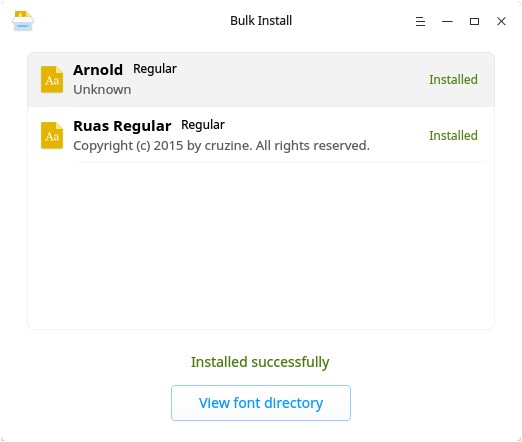 Bulk Install
Aa
Arnold Regular
Unknown
Installed
Aa
Ruas Regular Regular
Copyright (c) 2015 by cruzine. All rights reserved.
Installed
Installed successfully
View font directory